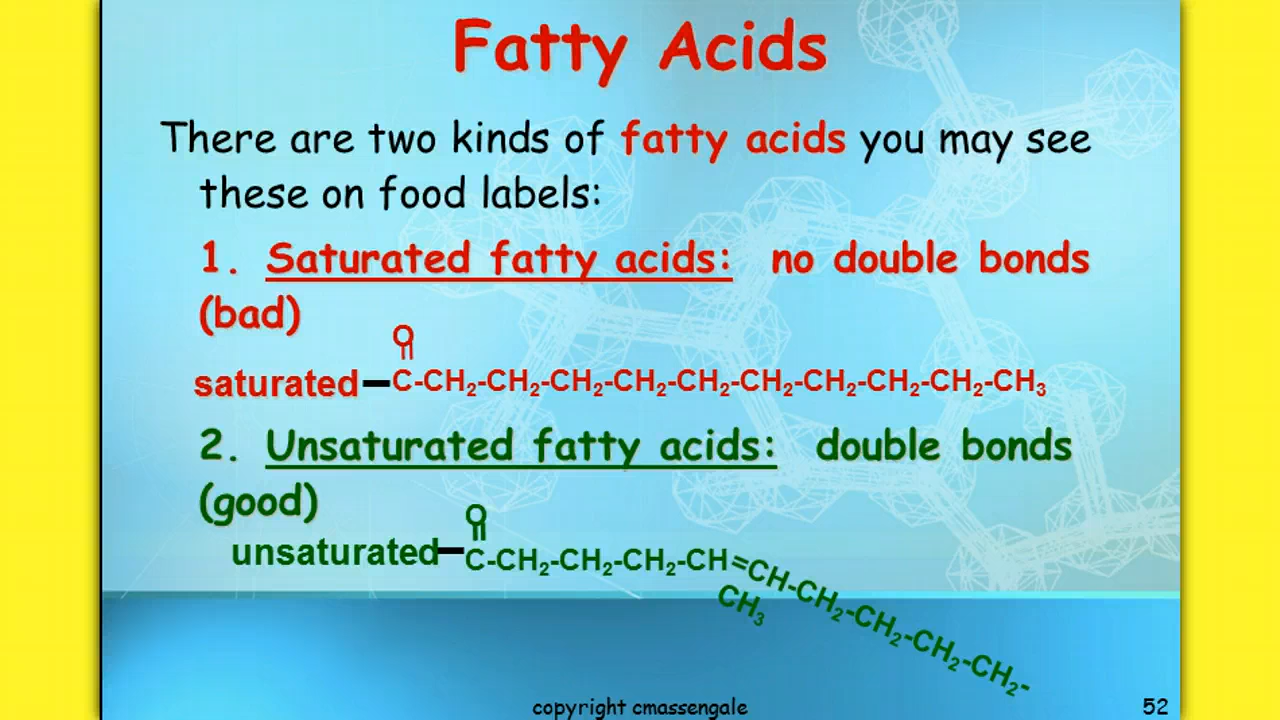 Fatty Acids
There are two kinds of fatty acids you may see
these on food labels:
1. Saturated fatty acids: no double bonds
(bad)
O
saturated C-CH₂-CH₂-CH₂-CH₂-CH₂-CH₂-CH₂-CH₂-CH₂-CH₃
2. Unsaturated fatty acids: double bonds
(good)
O
unsaturated C-CH₂-CH₂-CH₂-CH=CH-CH₂-CH₂-CH₂-CH₂-
CH₃
copyright cmassengale
52